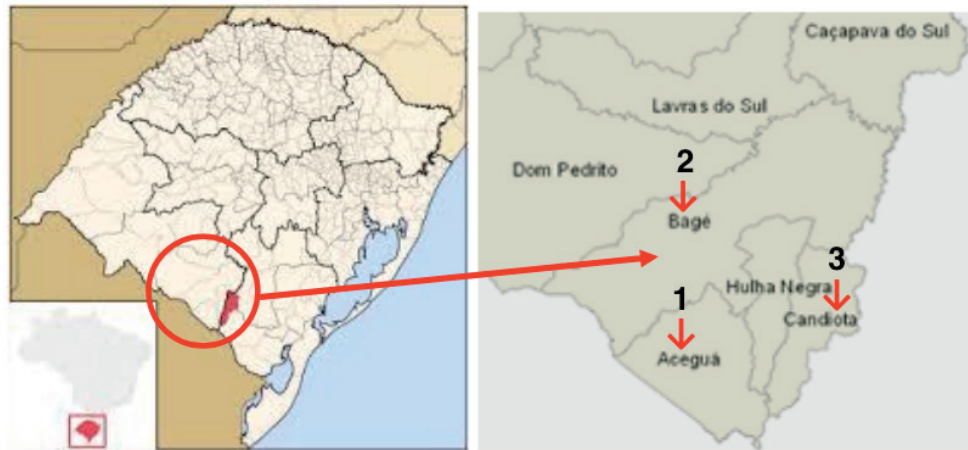 Caçapava do Sul
Lavras do Sul
2
Dom Pedrito
Bagé
3
Hulha Negra
1
Candiota
Aceguá